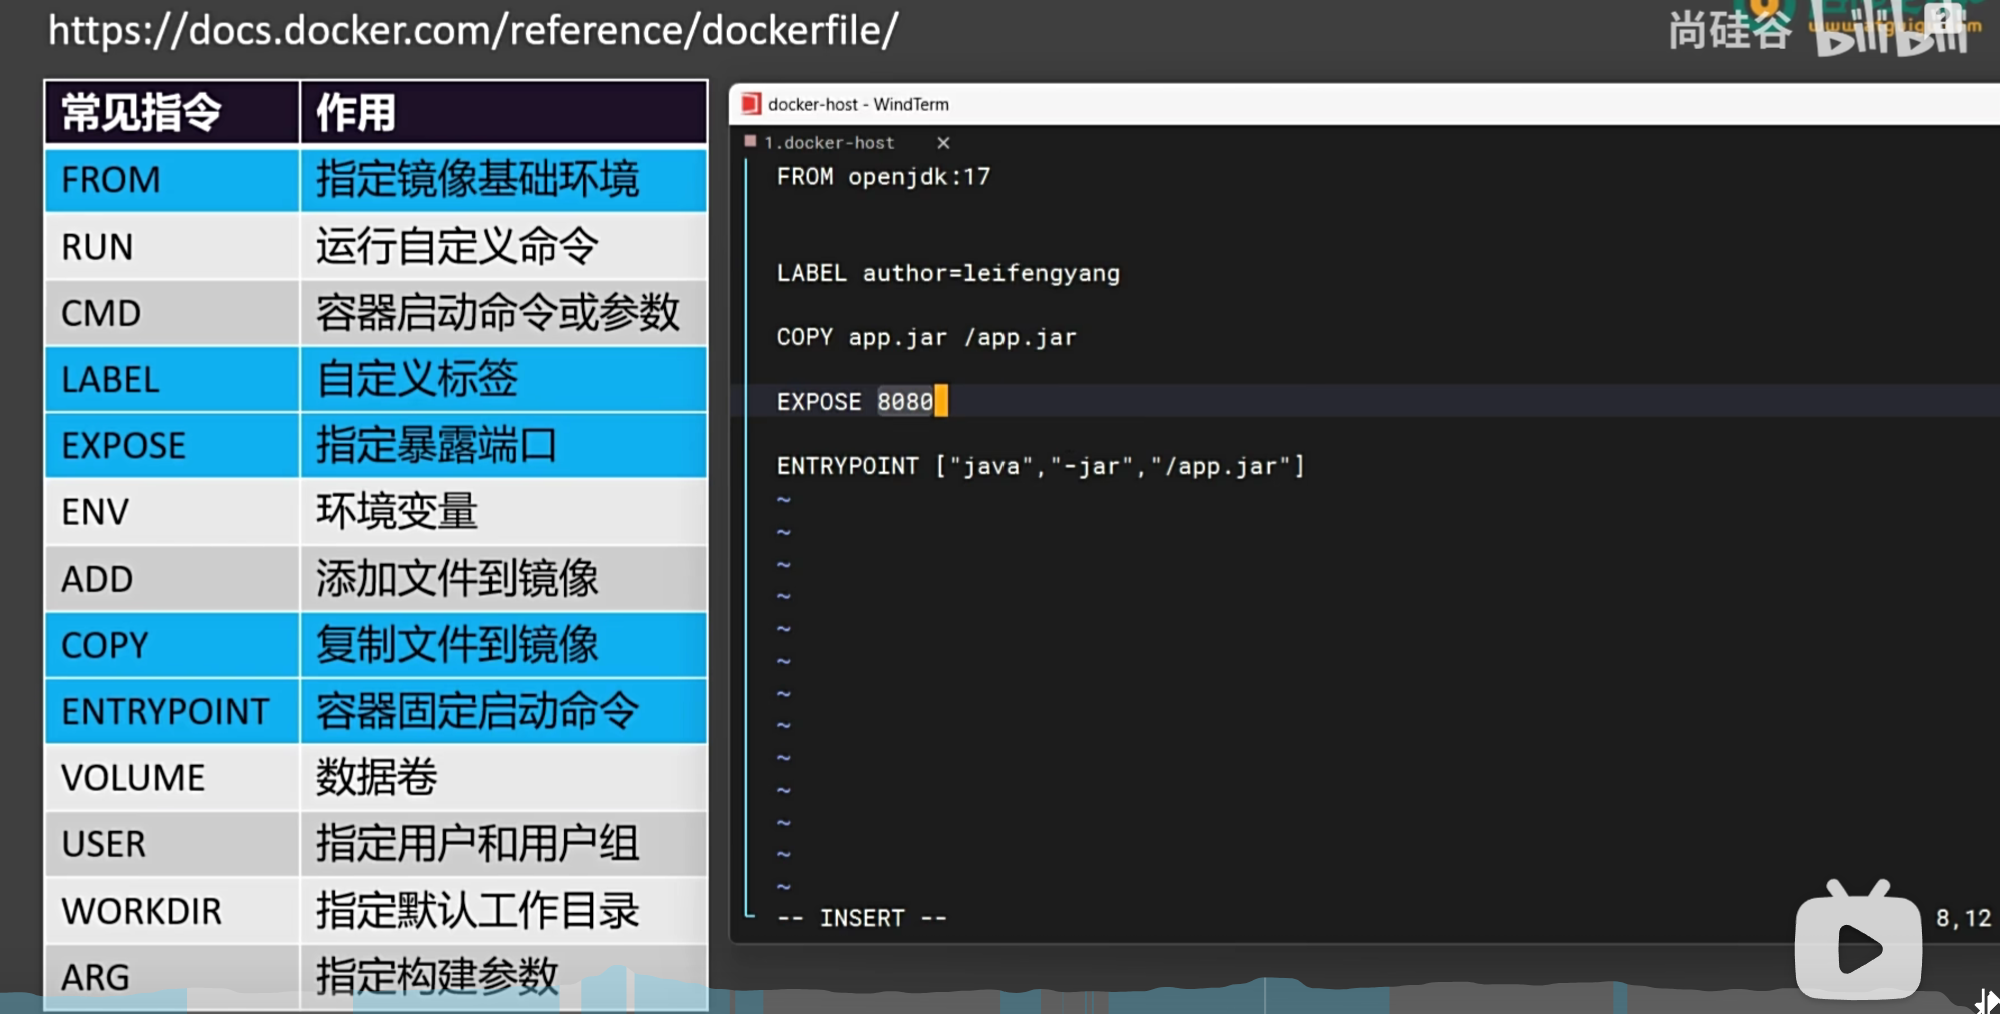 https://docs.docker.com/reference/dockerfile/
尚硅谷
bilibili
常见指令 作用
FROM 指定镜像基础环境
RUN 运行自定义命令
CMD 容器启动命令或参数
LABEL 自定义标签
EXPOSE 指定暴露端口
ENV 环境变量
ADD 添加文件到镜像
COPY 复制文件到镜像
ENTRYPOINT 容器固定启动命令
VOLUME 数据卷
USER 指定用户和用户组
WORKDIR 指定默认工作目录
ARG 指定构建参数
docker-host - WindTerm
1.docker-host ×
FROM openjdk:17
LABEL author=leifengyang
COPY app.jar /app.jar
EXPOSE 8080
ENTRYPOINT ["java","-jar","/app.jar"]
~
~
~
~
~
~
~
~
~
~
~
~
~
-- INSERT --
8,12